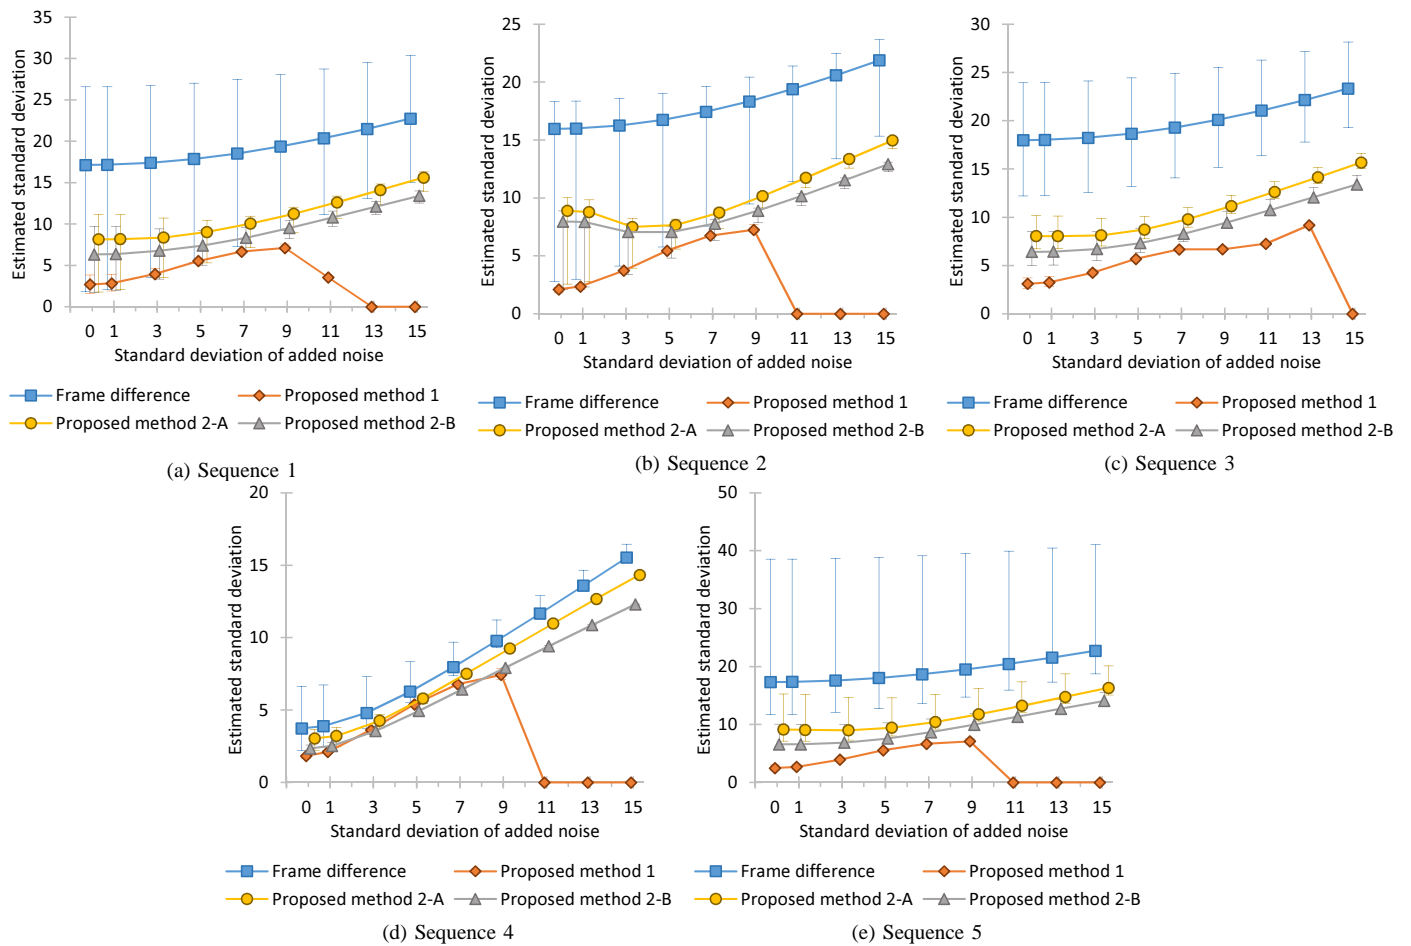 35
30
25
20
15
10
5
0
Estimated standard deviation
0 1 3 5 7 9 11 13 15
Standard deviation of added noise
Frame difference Proposed method 1
Proposed method 2-A Proposed method 2-B
(a) Sequence 1
25
20
15
10
5
0
Estimated standard deviation
0 1 3 5 7 9 11 13 15
Standard deviation of added noise
Frame difference Proposed method 1
Proposed method 2-A Proposed method 2-B
(b) Sequence 2
30
25
20
15
10
5
0
Estimated standard deviation
0 1 3 5 7 9 11 13 15
Standard deviation of added noise
Frame difference Proposed method 1
Proposed method 2-A Proposed method 2-B
(c) Sequence 3
20
15
10
5
0
Estimated standard deviation
0 1 3 5 7 9 11 13 15
Standard deviation of added noise
Frame difference Proposed method 1
Proposed method 2-A Proposed method 2-B
(d) Sequence 4
50
40
30
20
10
0
Estimated standard deviation
0 1 3 5 7 9 11 13 15
Standard deviation of added noise
Frame difference Proposed method 1
Proposed method 2-A Proposed method 2-B
(e) Sequence 5